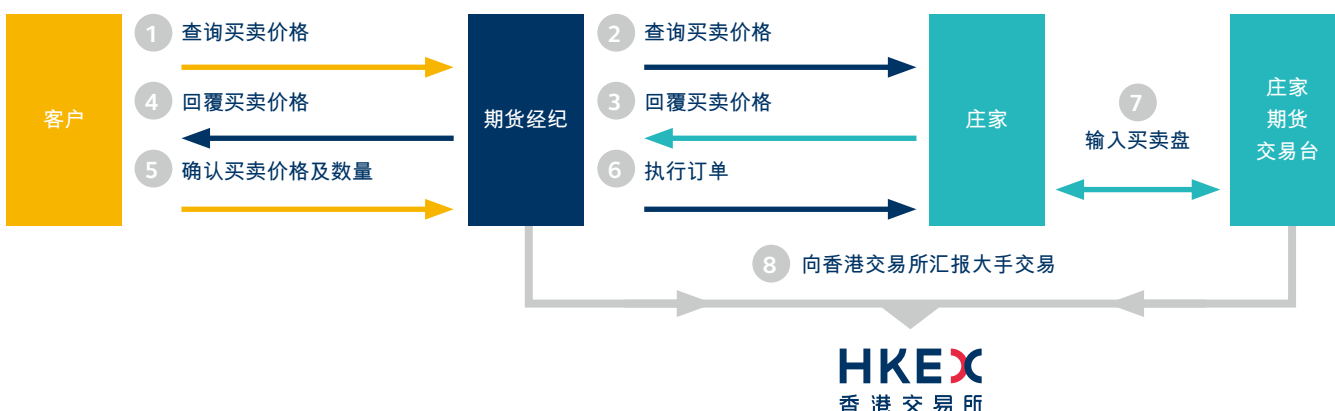 1 查询买卖价格
2 查询买卖价格
客户
4 回覆买卖价格
期货经纪
3 回覆买卖价格
庄家
7
输入买卖盘
庄家
期货
交易台
5 确认买卖价格及数量
6 执行订单
8 向香港交易所汇报大手交易
HKEX
香港交易所